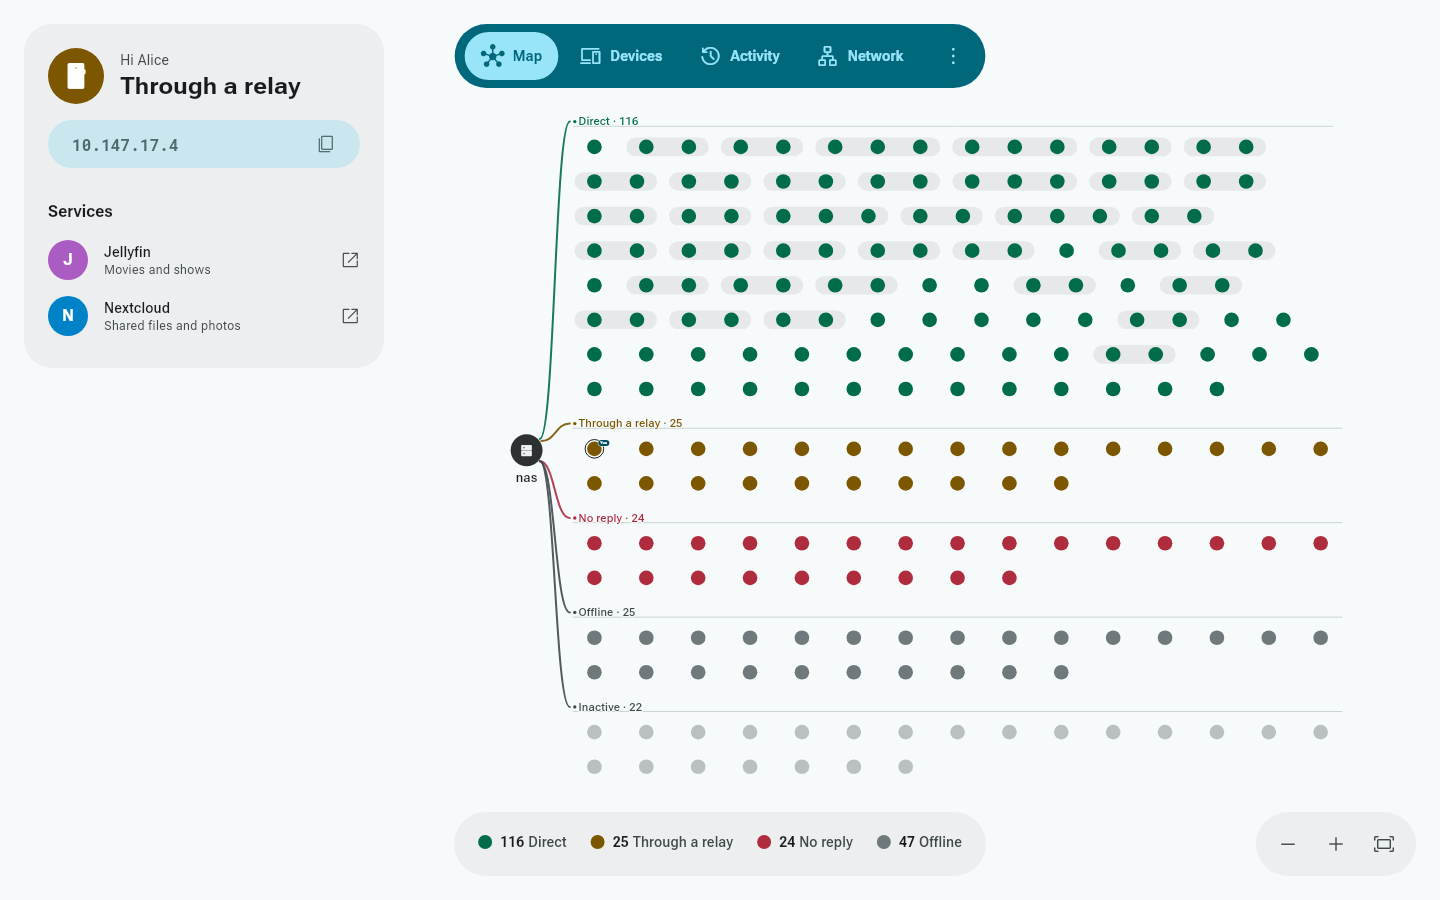 Hi Alice
Through a relay
10.147.17.4
Services
J
Jellyfin
Movies and shows
N
Nextcloud
Shared files and photos
Map
Devices
Activity
Network
Direct · 116
Through a relay · 25
nas
No reply · 24
Offline · 25
Inactive · 22
116 Direct
25 Through a relay
24 No reply
47 Offline